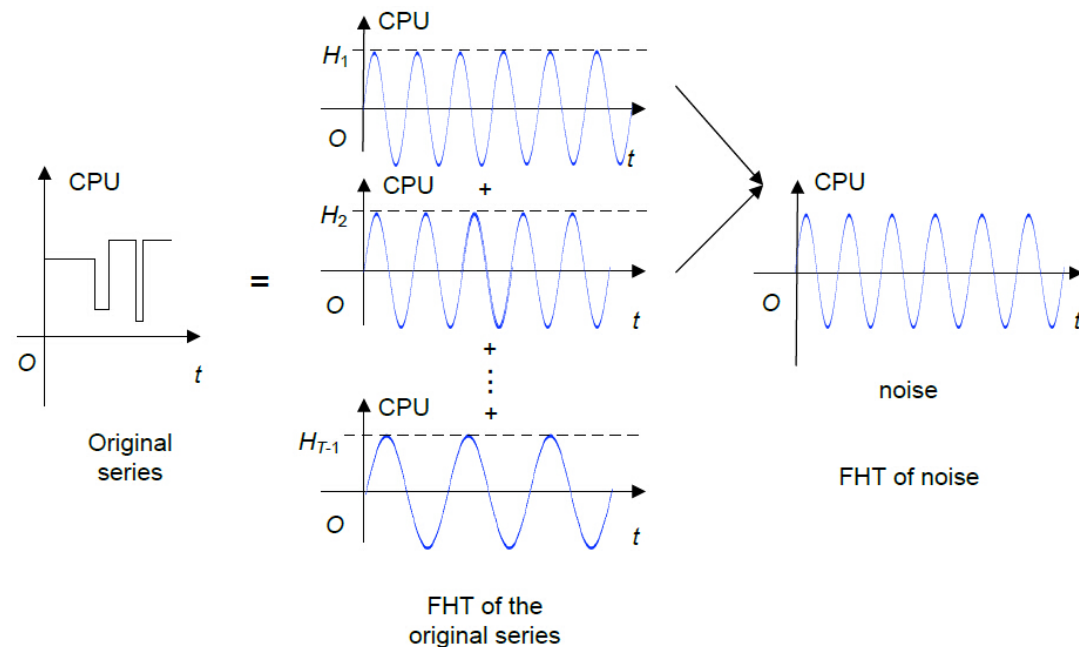 CPU
O
t
Original
series
=
CPU
H1
O
t
+
CPU
H2
O
t
+
⋮
+
CPU
HT-1
O
t
FHT of the
original series
CPU
O
t
noise
FHT of noise